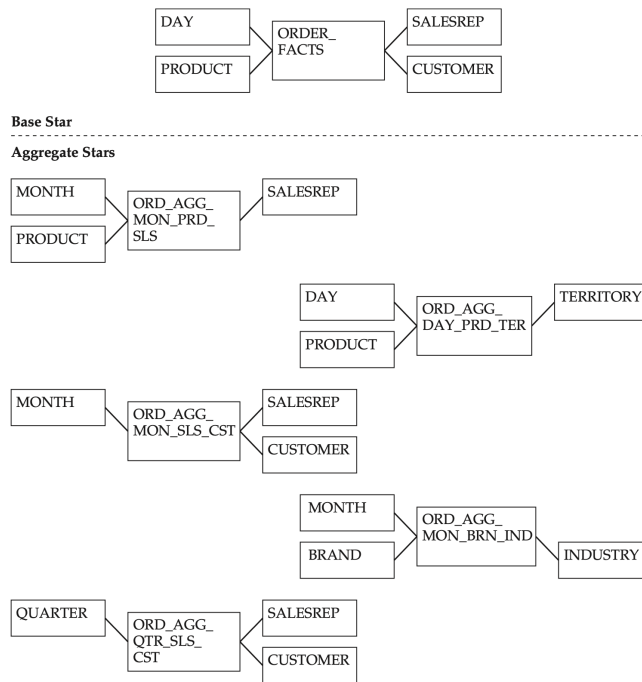 DAY
ORDER_
FACTS
SALESREP
PRODUCT
CUSTOMER
Base Star
Aggregate Stars
MONTH
ORD_AGG_
MON_PRD_
SLS
SALESREP
PRODUCT
DAY
ORD_AGG_
DAY_PRD_TER
TERRITORY
PRODUCT
MONTH
ORD_AGG_
MON_SLS_CST
SALESREP
CUSTOMER
MONTH
ORD_AGG_
MON_BRN_IND
BRAND
INDUSTRY
QUARTER
ORD_AGG_
QTR_SLS_
CST
SALESREP
CUSTOMER